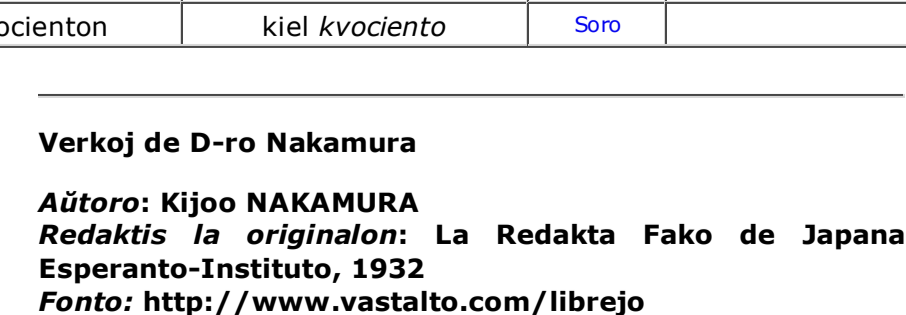 ocienton kiel kvociento Soro
Verkoj de D-ro Nakamura
Aŭtoro: Kijoo NAKAMURA
Redaktis la originalon: La Redakta Fako de Japana
Esperanto-Instituto, 1932
Fonto: http://www.vastalto.com/librejo